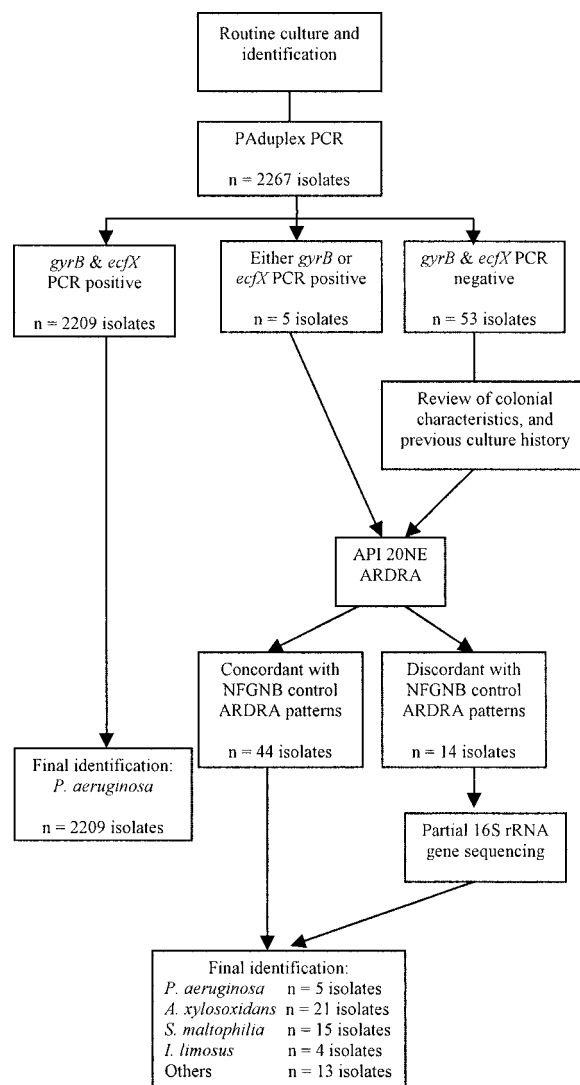 Routine culture and
identification
PAduplex PCR
n = 2267 isolates
gyrB & ecfX
PCR positive
n = 2209 isolates
Either gyrB or
ecfX PCR positive
n = 5 isolates
gyrB & ecfX PCR
negative
n = 53 isolates
Review of colonial
characteristics, and
previous culture history
API 20NE
ARDRA
Concordant with
NFGNB control
ARDRA patterns
n = 44 isolates
Discordant with
NFGNB control
ARDRA patterns
n = 14 isolates
Final identification:
P. aeruginosa
n = 2209 isolates
Partial 16S rRNA
gene sequencing
Final identification:
P. aeruginosa n = 5 isolates
A. xylosoxidans n = 21 isolates
S. maltophilia n = 15 isolates
I. limosus n = 4 isolates
Others n = 13 isolates